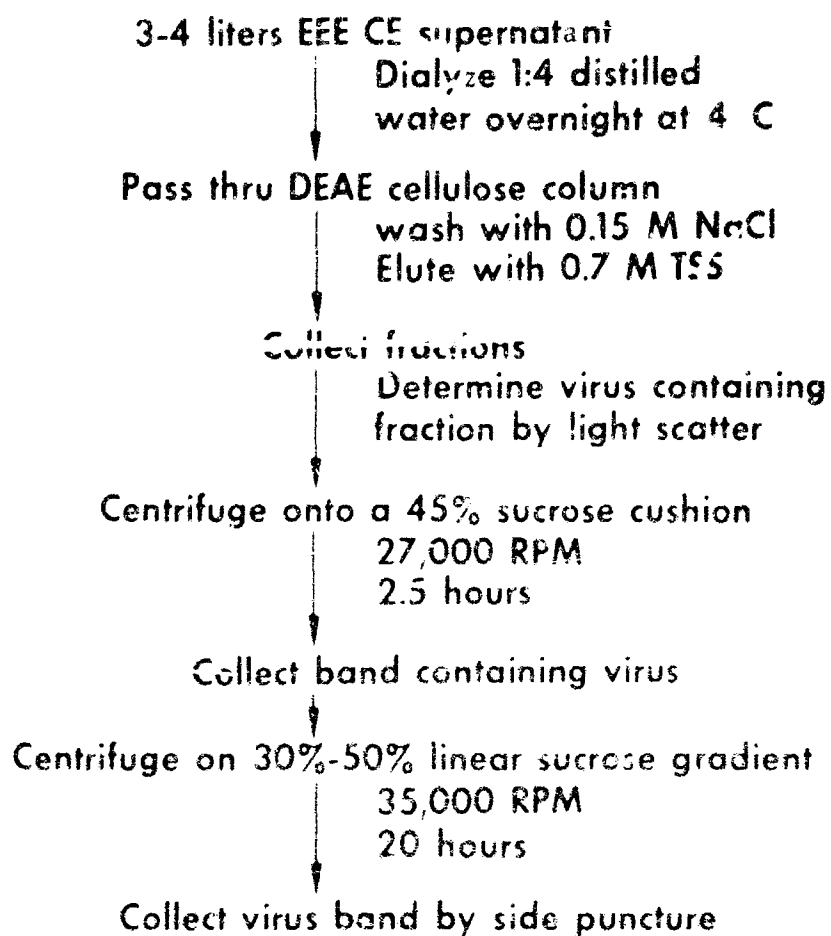 3-4 liters EEE CE supernatant
Dialyze 1:4 distilled
water overnight at 4 C
Pass thru DEAE cellulose column
wash with 0.15 M NaCl
Elute with 0.7 M
Collect fractions
Determine virus containing
fraction by light scatter
Centrifuge onto a 45% sucrose cushion
27,000 RPM
2.5 hours
Collect band containing virus
Centrifuge on 30%-50% linear sucrose gradient
35,000 RPM
20 hours
Collect virus band by side puncture